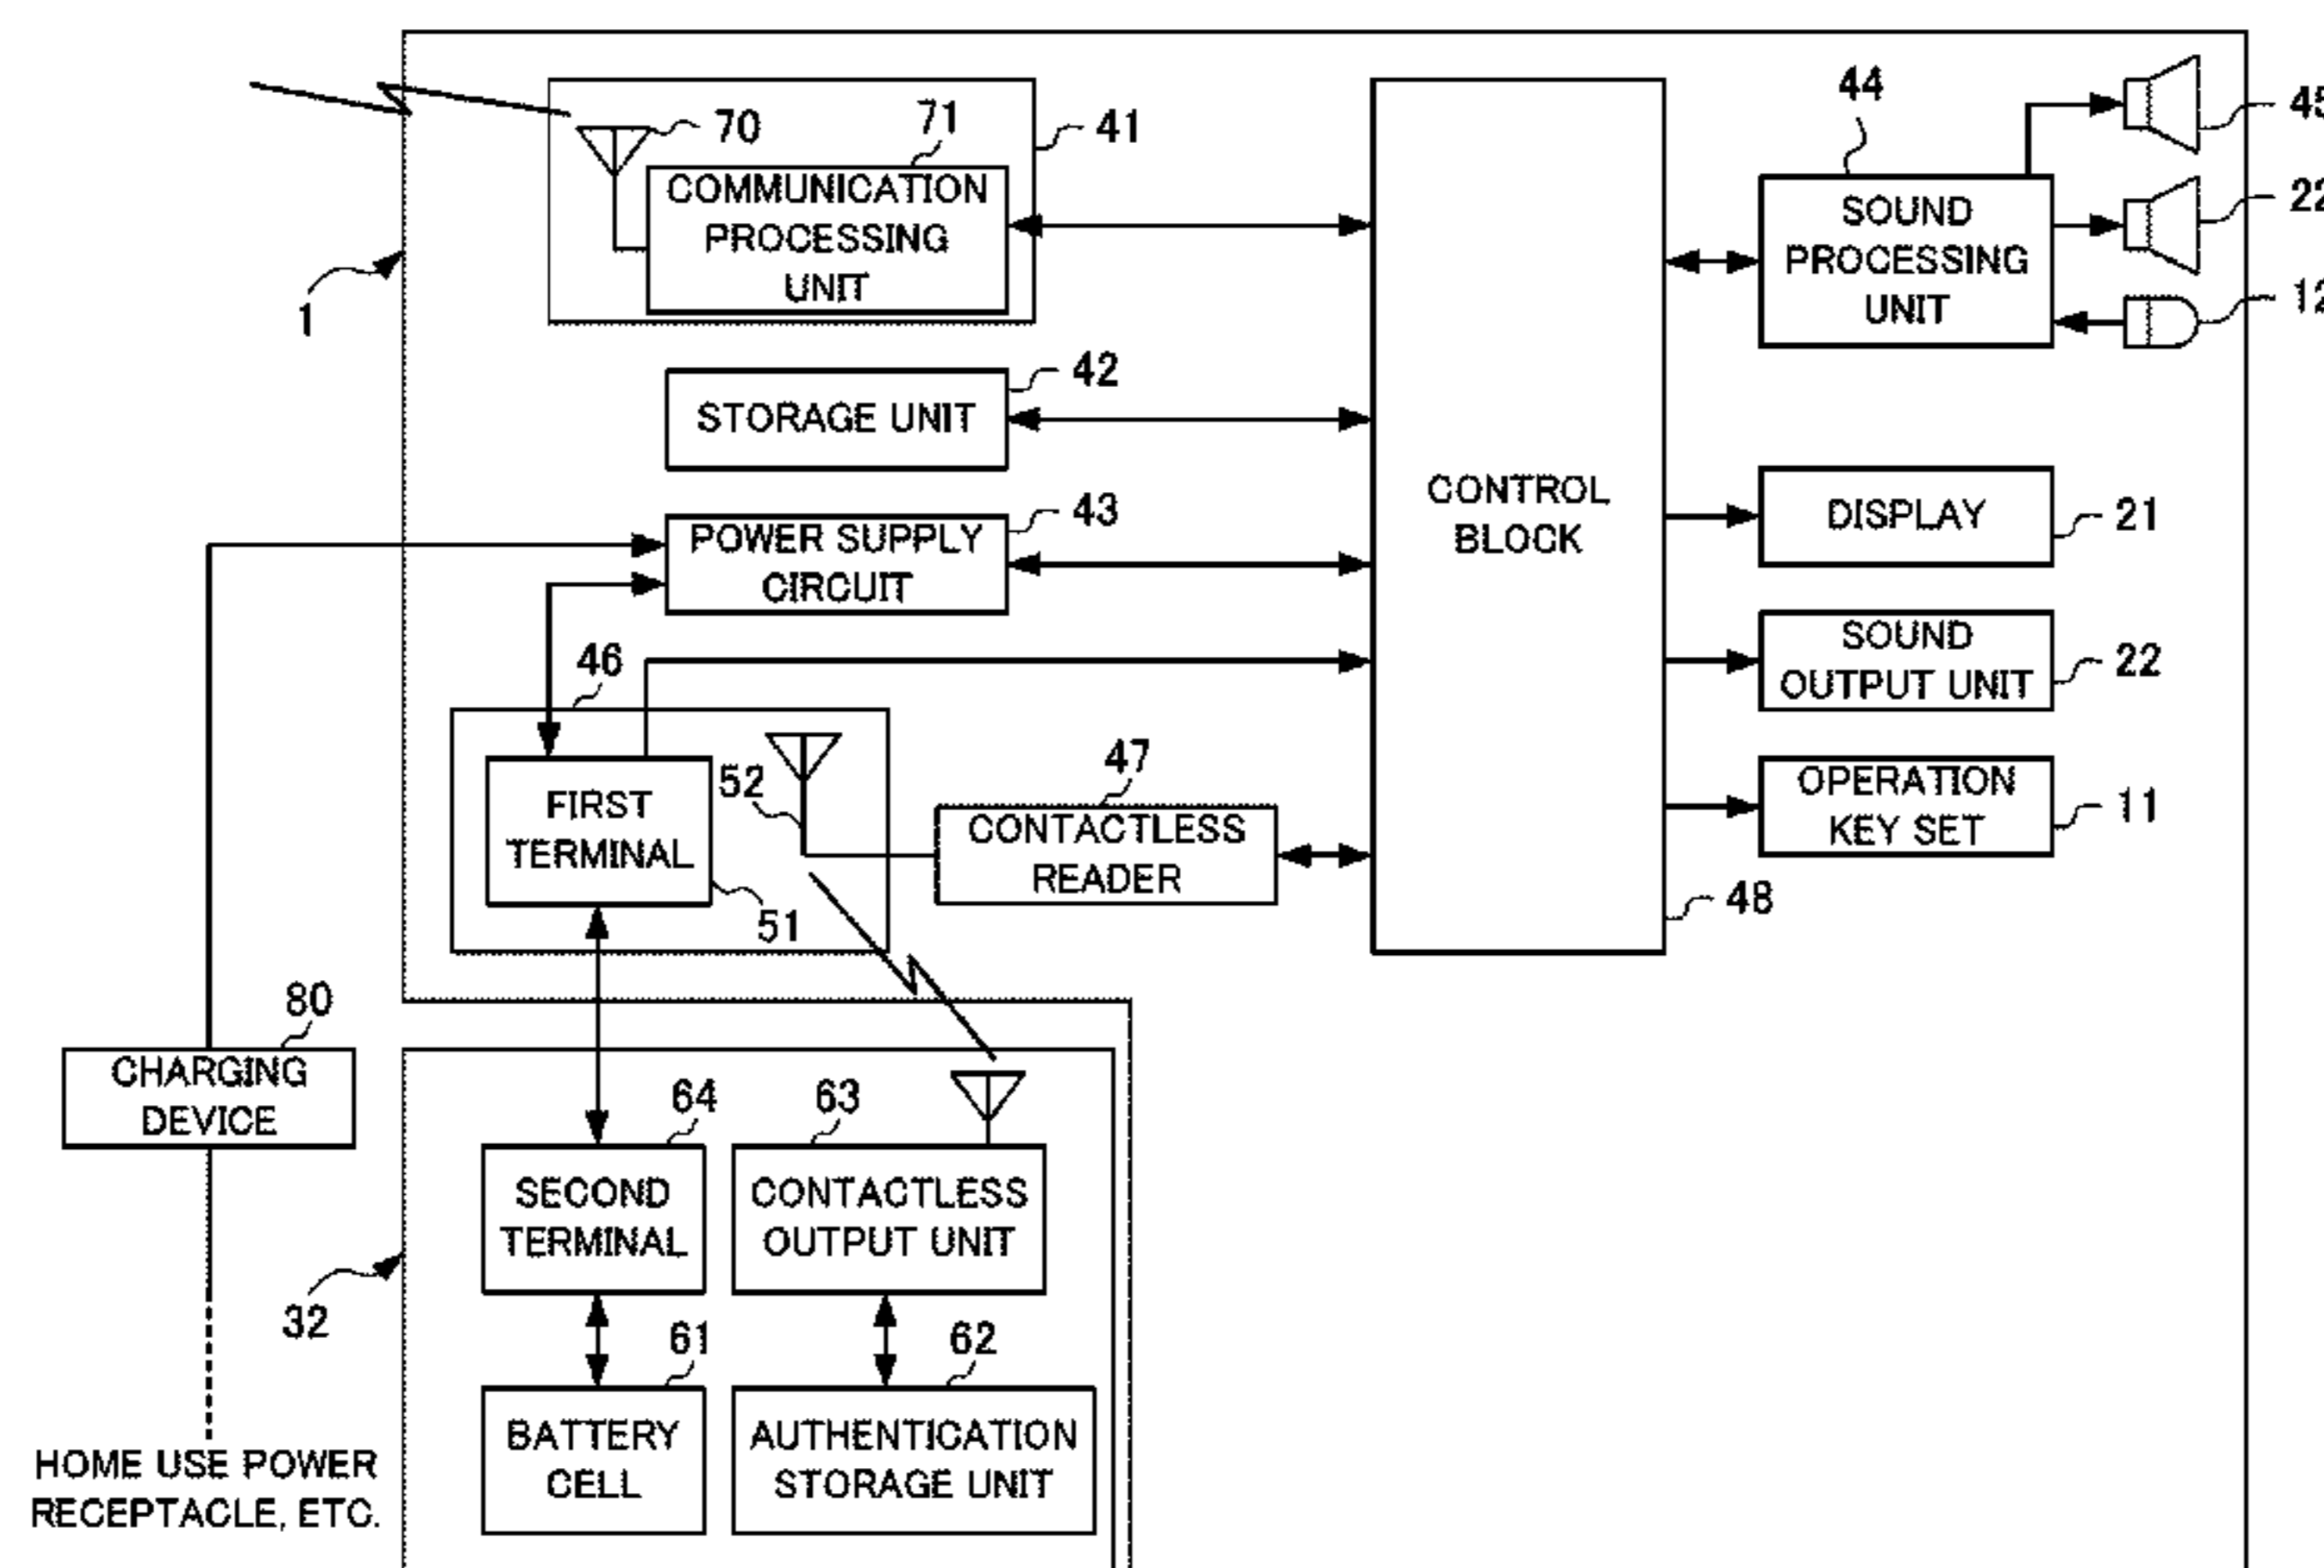 70
71
41
COMMUNICATION
PROCESSING
UNIT
1
44
45
SOUND
PROCESSING
UNIT
22
12
42
STORAGE UNIT
CONTROL
BLOCK
48
43
POWER SUPPLY
CIRCUIT
DISPLAY
21
46
SOUND
OUTPUT UNIT
22
FIRST
TERMINAL
51
52
47
CONTACTLESS
READER
OPERATION
KEY SET
11
80
CHARGING
DEVICE
64
63
SECOND
TERMINAL
CONTACTLESS
OUTPUT UNIT
32
61
62
BATTERY
CELL
AUTHENTICATION
STORAGE UNIT
HOME USE POWER
RECEPTACLE, ETC.